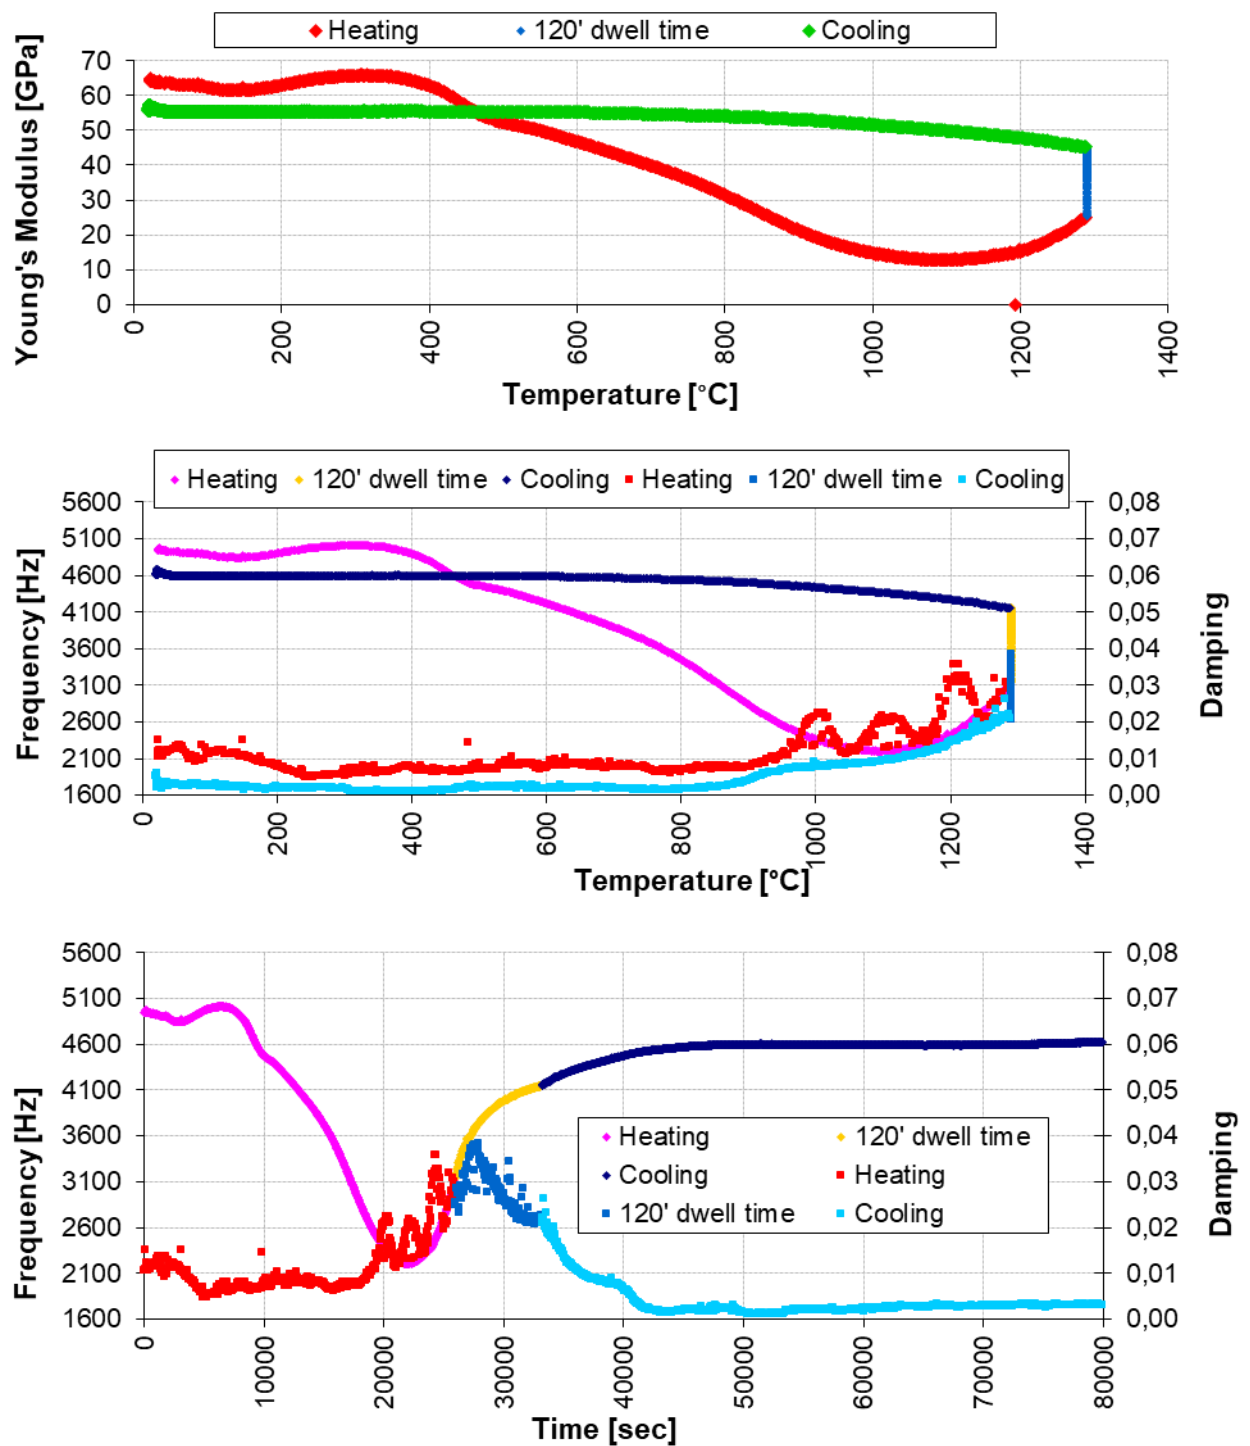 Heating 120' dwell time Cooling
Young's Modulus [GPa]
70
60
50
40
30
20
10
0
0 200 400 600 800 1000 1200 1400
Temperature [°C]
Heating 120' dwell time Cooling Heating 120' dwell time Cooling
Frequency [Hz]
5600
5100
4600
4100
3600
3100
2600
2100
1600
0,08
0,07
0,06
0,05
0,04
0,03
0,02
0,01
0,00
Damping
0 200 400 600 800 1000 1200 1400
Temperature [°C]
Frequency [Hz]
5600
5100
4600
4100
3600
3100
2600
2100
1600
Heating 120' dwell time
Cooling Heating
120' dwell time Cooling
0,08
0,07
0,06
0,05
0,04
0,03
0,02
0,01
0,00
Damping
0 10000 20000 30000 40000 50000 60000 70000 80000
Time [sec]